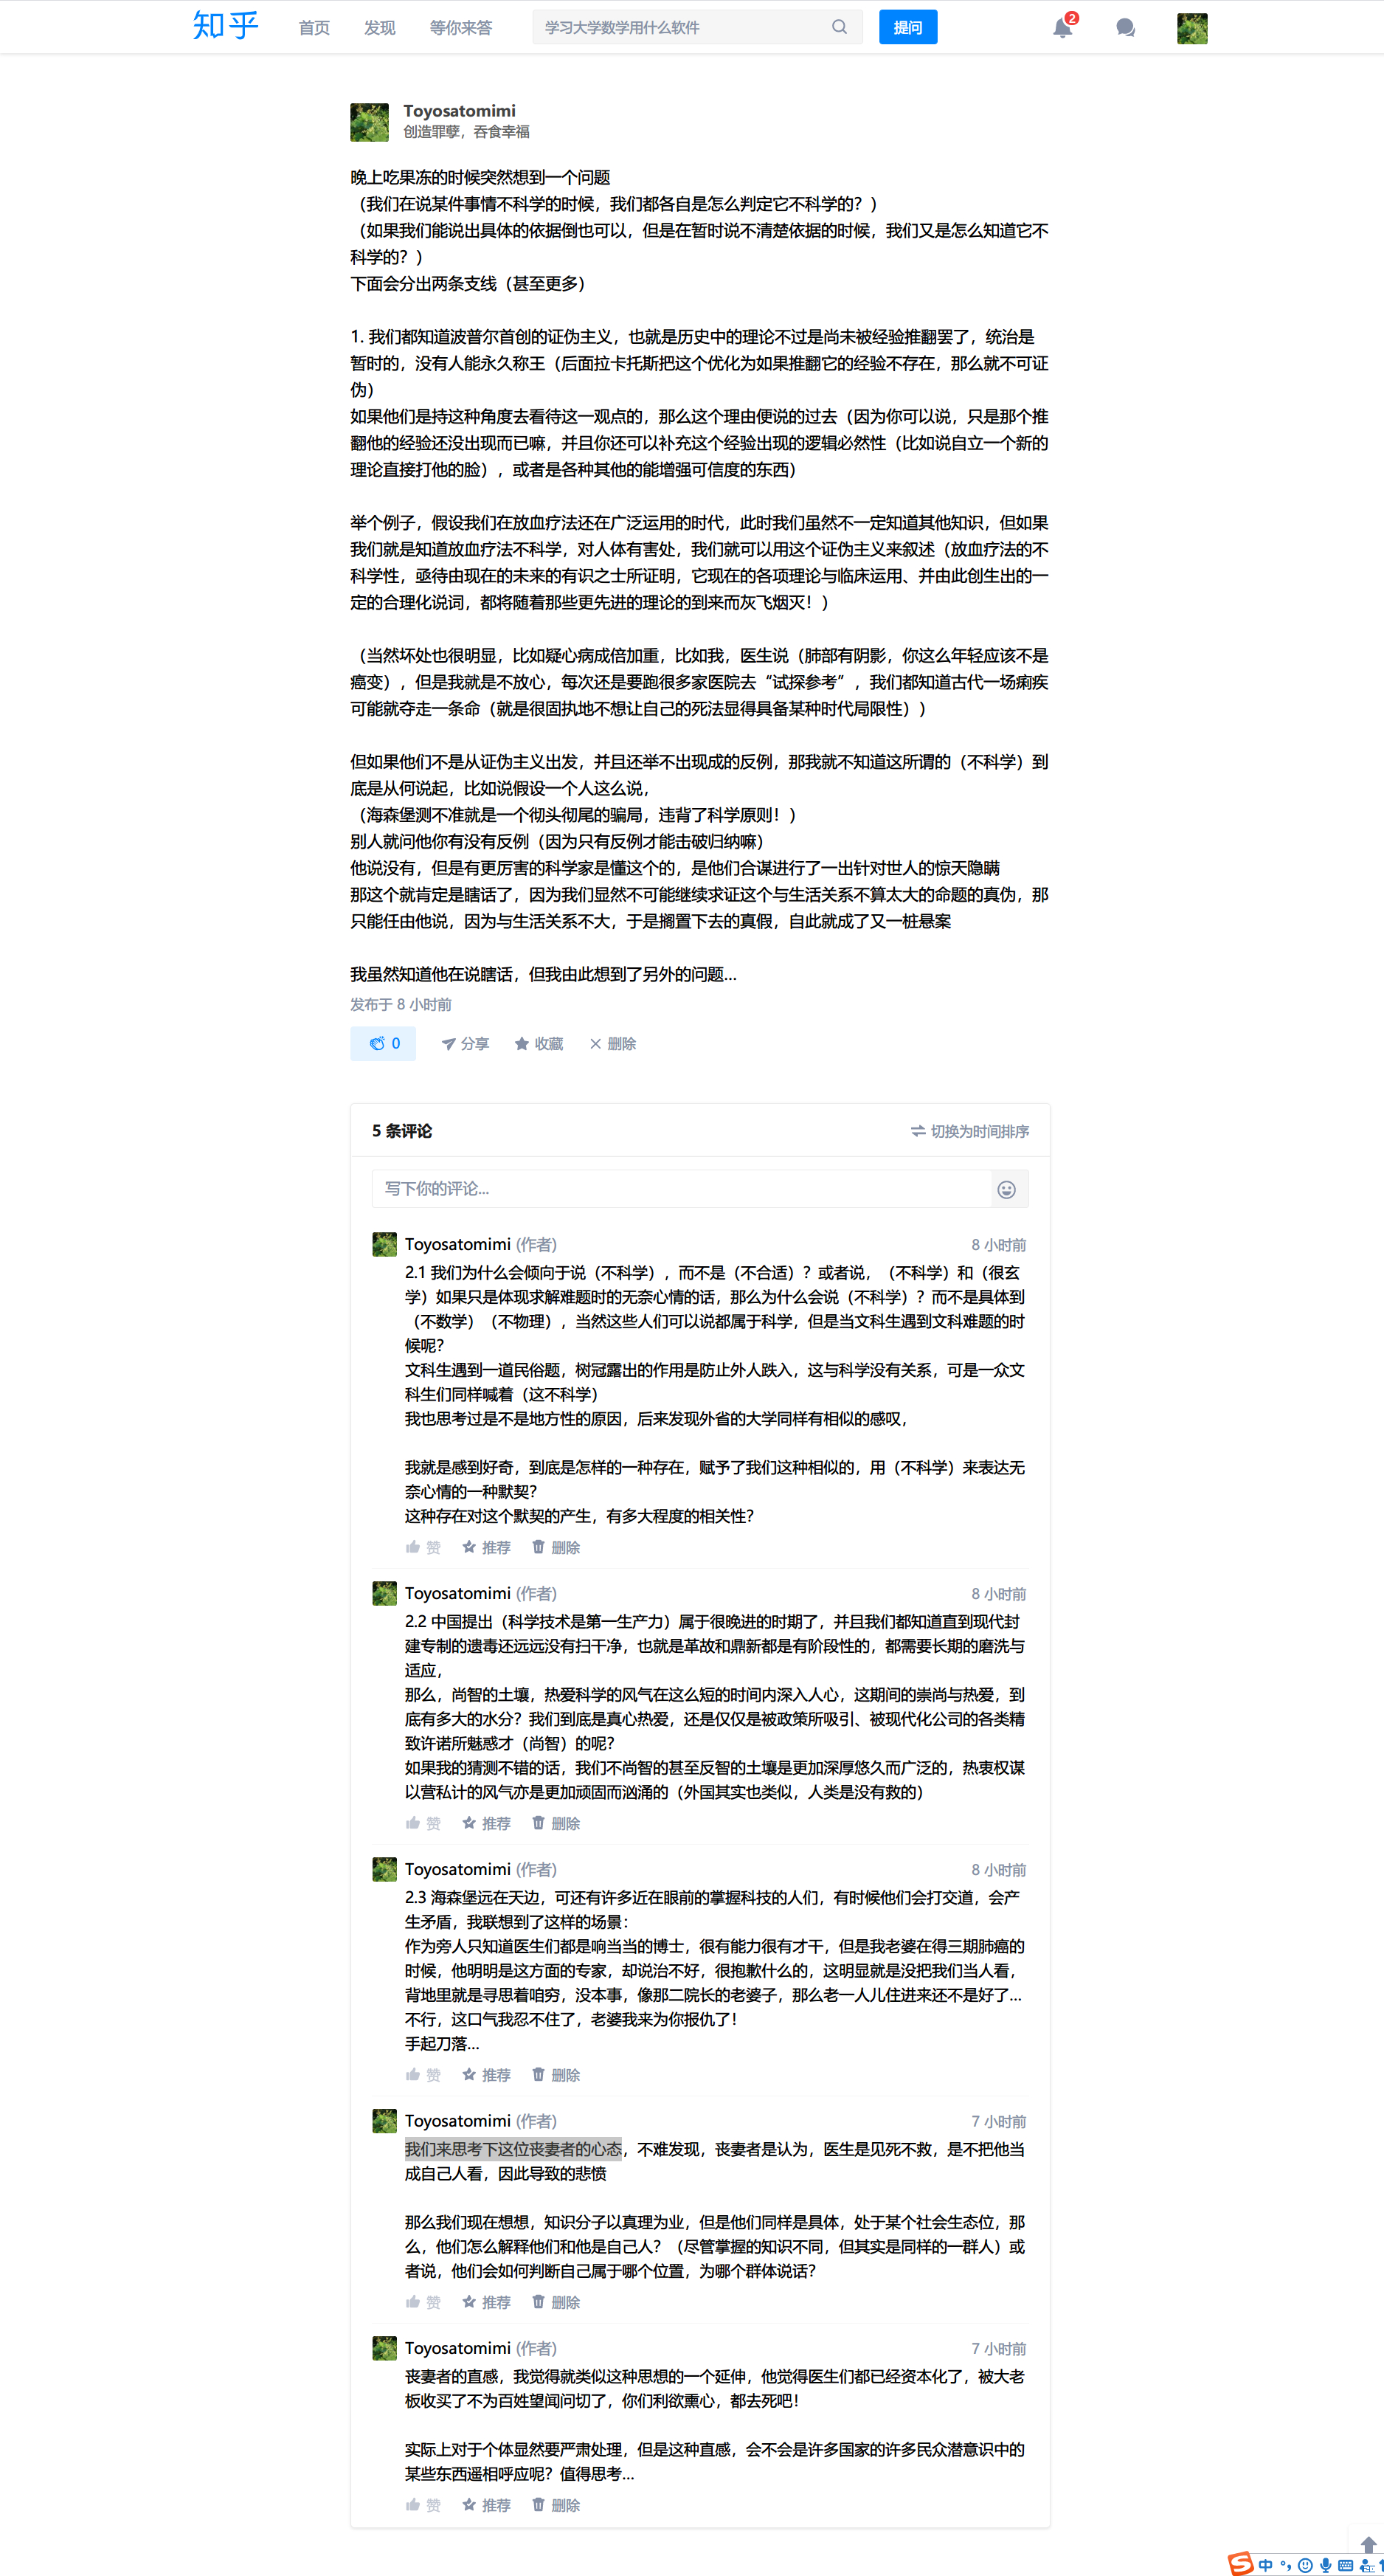 知乎 首页 发现 等你来答 学习大学数学用什么软件 提问 2
Toyosatomimi
创造罪孽，吞食幸福
晚上吃果冻的时候突然想到一个问题
（我们在说某件事情不科学的时候，我们都各自是怎么判定它不科学的？）
（如果我们能说出具体的依据倒也可以，但是在暂时说不清楚依据的时候，我们又是怎么知道它不
科学的？）
下面会分出两条支线（甚至更多）
1. 我们都知道波普尔首创的证伪主义，也就是历史中的理论不过是尚未被经验推翻罢了，统治是
暂时的，没有人能永久称王（后面拉卡托斯把这个优化为如果推翻它的经验不存在，那么就不可证
伪）
如果他们是持这种角度去看待这一观点的，那么这个理由便说的过去（因为你可以说，只是那个推
翻他的经验还没出现而已嘛，并且你还可以补充这个经验出现的逻辑必然性（比如说自立一个新的
理论直接打他的脸），或者是各种其他的能增强可信度的东西）
举个例子，假设我们在放血疗法还在广泛运用的时代，此时我们虽然不一定知道其他知识，但如果
我们就是知道放血疗法不科学，对人体有害处，我们就可以用这个证伪主义来叙述（放血疗法的不
科学性，亟待由现在的未来的有识之士所证明，它现在的各项理论与临床运用、并由此创生出的一
定的合理化说词，都将随着那些更先进的理论的到来而灰飞烟灭！）
（当然坏处也很明显，比如疑心病成倍加重，比如我，医生说（肺部有阴影，你这么年轻应该不是
癌变），但是我就是不放心，每次还是要跑很多家医院去“试探参考”，我们都知道古代一场痢疾
可能就夺走一条命（就是很固执地不想让自己的死法显得具备某种时代局限性））
但如果他们不是从证伪主义出发，并且还举不出现成的反例，那我就不知道这所谓的（不科学）到
底是从何说起，比如说假设一个人这么说，
（海森堡测不准就是一个彻头彻尾的骗局，违背了科学原则！）
别人就问他你有没有反例（因为只有反例才能击破归纳嘛）
他说没有，但是有更厉害的科学家是懂这个的，是他们合谋进行了一出针对世人的惊天隐瞒
那这个就肯定是瞎话了，因为我们显然不可能继续求证这个与生活关系不算太大的命题的真伪，那
只能任由他说，因为与生活关系不大，于是搁置下去的真假，自此就成了又一桩悬案
我虽然知道他在说瞎话，但我由此想到了另外的问题...
发布于 8 小时前
0 分享 收藏 删除
5 条评论 切换为时间排序
写下你的评论...
Toyosatomimi (作者) 8 小时前
2.1 我们为什么会倾向于说（不科学），而不是（不合适）？或者说，（不科学）和（很玄
学）如果只是体现求解难题时的无奈心情的话，那么为什么会说（不科学）？而不是具体到
（不数学）（不物理），当然这些人们可以说都属于科学，但是当文科生遇到文科难题的时
候呢？
文科生遇到一道民俗题，树冠露出的作用是防止外人跌入，这与科学没有关系，可是一众文
科生们同样喊着（这不科学）
我也思考过是不是地方性的原因，后来发现外省的大学同样有相似的感叹，
我就是感到好奇，到底是怎样的一种存在，赋予了我们这种相似的，用（不科学）来表达无
奈心情的一种默契？
这种存在对这个默契的产生，有多大程度的相关性？
赞 推荐 删除
Toyosatomimi (作者) 8 小时前
2.2 中国提出（科学技术是第一生产力）属于很晚进的时期了，并且我们都知道直到现代封
建专制的遗毒还远远没有扫干净，也就是革故和鼎新都是有阶段性的，都需要长期的磨洗与
适应，
那么，尚智的土壤，热爱科学的风气在这么短的时间内深入人心，这期间的崇尚与热爱，到
底有多大的水分？我们到底是真心热爱，还是仅仅是被政策所吸引、被现代化公司的各类精
致许诺所魅惑才（尚智）的呢？
如果我的猜测不错的话，我们不尚智的甚至反智的土壤是更加深厚悠久而广泛的，热衷权谋
以营私计的风气亦是更加顽固而汹涌的（外国其实也类似，人类是没有救的）
赞 推荐 删除
Toyosatomimi (作者) 8 小时前
2.3 海森堡远在天边，可还有许多近在眼前的掌握科技的人们，有时候他们会打交道，会产
生矛盾，我联想到了这样的场景：
作为旁人只知道医生们都是响当当的博士，很有能力很有才干，但是我老婆在得三期肺癌的
时候，他明明是这方面的专家，却说治不好，很抱歉什么的，这明显就是没把我们当人看，
背地里就是寻思着咱穷，没本事，像那二院长的老婆子，那么老一人儿住进来还不是好了...
不行，这口气我忍不住了，老婆我来为你报仇了！
手起刀落...
赞 推荐 删除
Toyosatomimi (作者) 7 小时前
我们来思考下这位丧妻者的心态，不难发现，丧妻者是认为，医生是见死不救，是不把他当
成自己人看，因此导致的悲愤
那么我们现在想想，知识分子以真理为业，但是他们同样是具体，处于某个社会生态位，那
么，他们怎么解释他们和他是自己人？（尽管掌握的知识不同，但其实是同样的一群人）或
者说，他们会如何判断自己属于哪个位置，为哪个群体说话？
赞 推荐 删除
Toyosatomimi (作者) 7 小时前
丧妻者的直感，我觉得就类似这种思想的一个延伸，他觉得医生们都已经资本化了，被大老
板收买了不为百姓望闻问切了，你们利欲熏心，都去死吧！
实际上对于个体显然要严肃处理，但是这种直感，会不会是许多国家的许多民众潜意识中的
某些东西遥相呼应呢？值得思考...
赞 推荐 删除
S 中